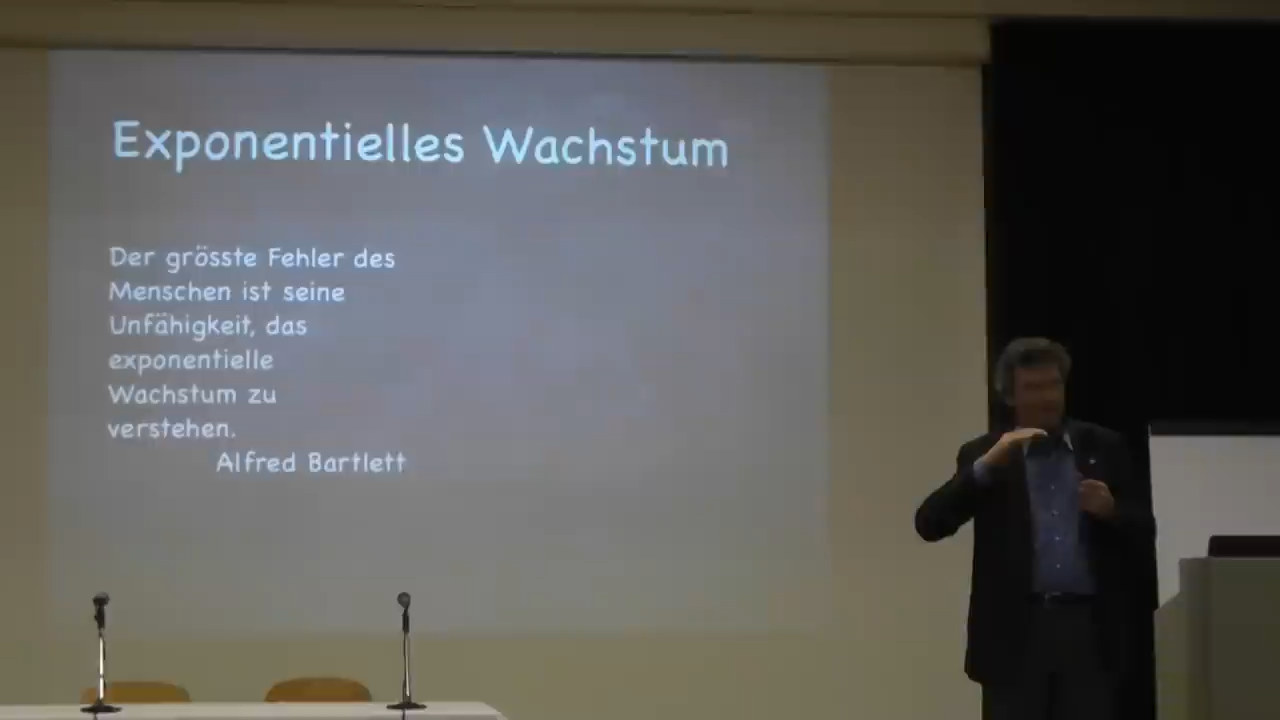 Exponentielles Wachstum
Der grösste Fehler des
Menschen ist seine
Unfähigkeit, das
exponentielle
Wachstum zu
verstehen.
Alfred Bartlett